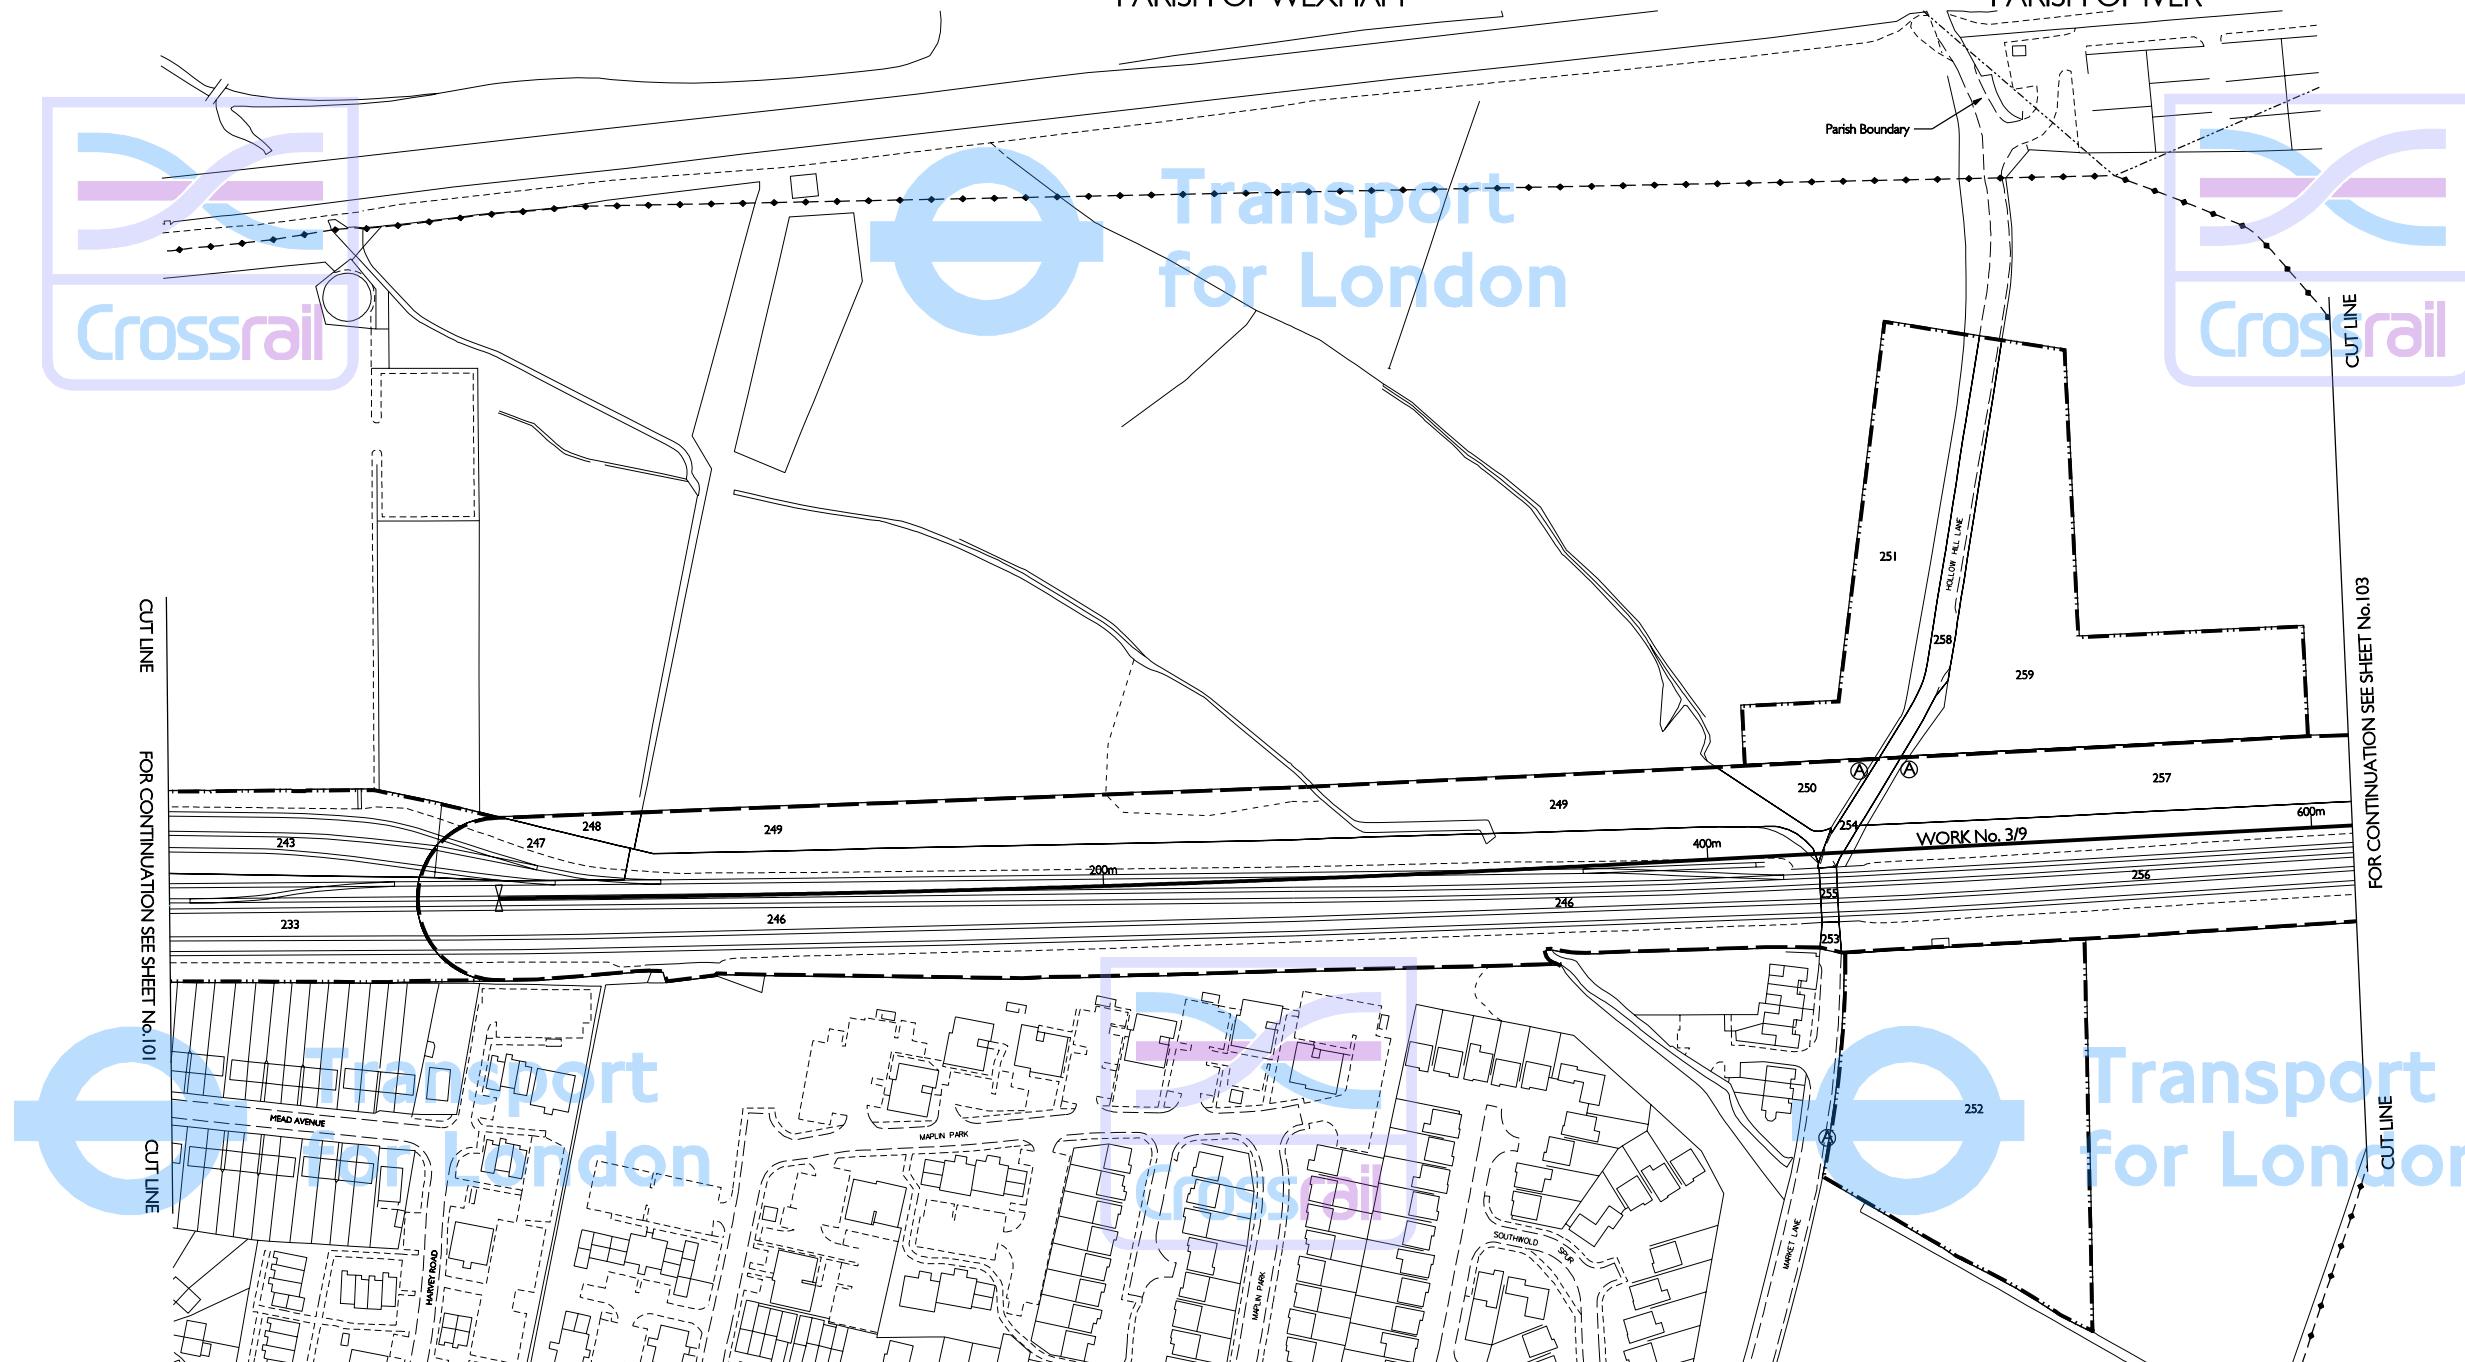 PARISH OF WEXHAM
PARISH OF IVER
Parish Boundary
Transport
for London
Crossrail
Crossrail
CUT LINE
251
HOLLOW HILL LANE
258
259
CUT LINE
FOR CONTINUATION SEE SHEET No.101
CUT LINE
FOR CONTINUATION SEE SHEET No.103
CUT LINE
A
A
257
250
249
249
248
247
243
254
600m
WORK No. 3/9
400m
200m
256
255
246
246
233
253
Transport
for London
Crossrail
Transport
for London
252
A
MEAD AVENUE
MAPLIN PARK
HARVEY ROAD
MAPLIN PARK
SOUTHWOLD SPUR
MARKET LANE